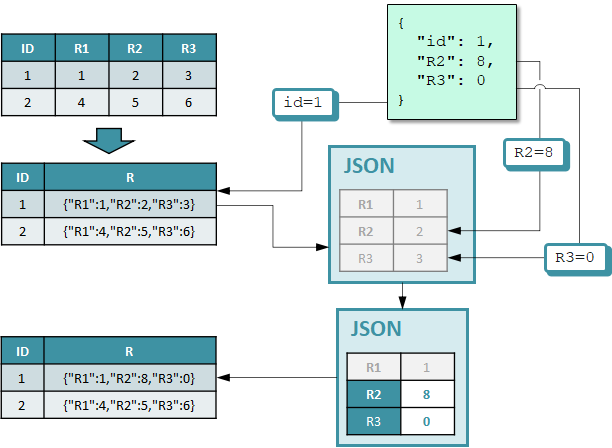 ID R1 R2 R3
1 1 2 3
2 4 5 6
{
"id": 1,
"R2": 8,
"R3": 0
}
id=1
R2=8
R3=0
ID R
1 {"R1":1,"R2":2,"R3":3}
2 {"R1":4,"R2":5,"R3":6}
JSON
R1 1
R2 2
R3 3
JSON
R1 1
R2 8
R3 0
ID R
1 {"R1":1,"R2":8,"R3":0}
2 {"R1":4,"R2":5,"R3":6}